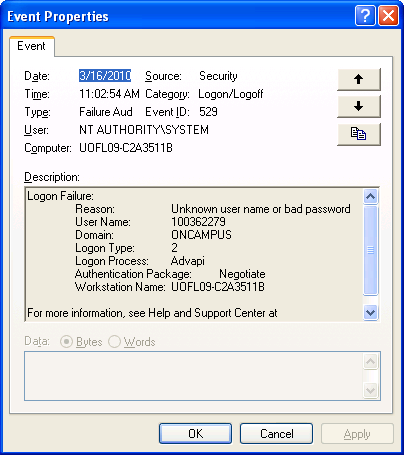 Event Properties
Event
Date: 3/16/2010 Source: Security
Time: 11:02:54 AM Category: Logon/Logoff
Type: Failure Aud Event ID: 529
User: NT AUTHORITY\SYSTEM
Computer: UOFL09-C2A3511B
Description:
Logon Failure:
Reason: Unknown user name or bad password
User Name: 100362279
Domain: ONCAMPUS
Logon Type: 2
Logon Process: Advapi
Authentication Package: Negotiate
Workstation Name: UOFL09-C2A3511B
For more information, see Help and Support Center at
Data: Bytes Words
OK Cancel Apply